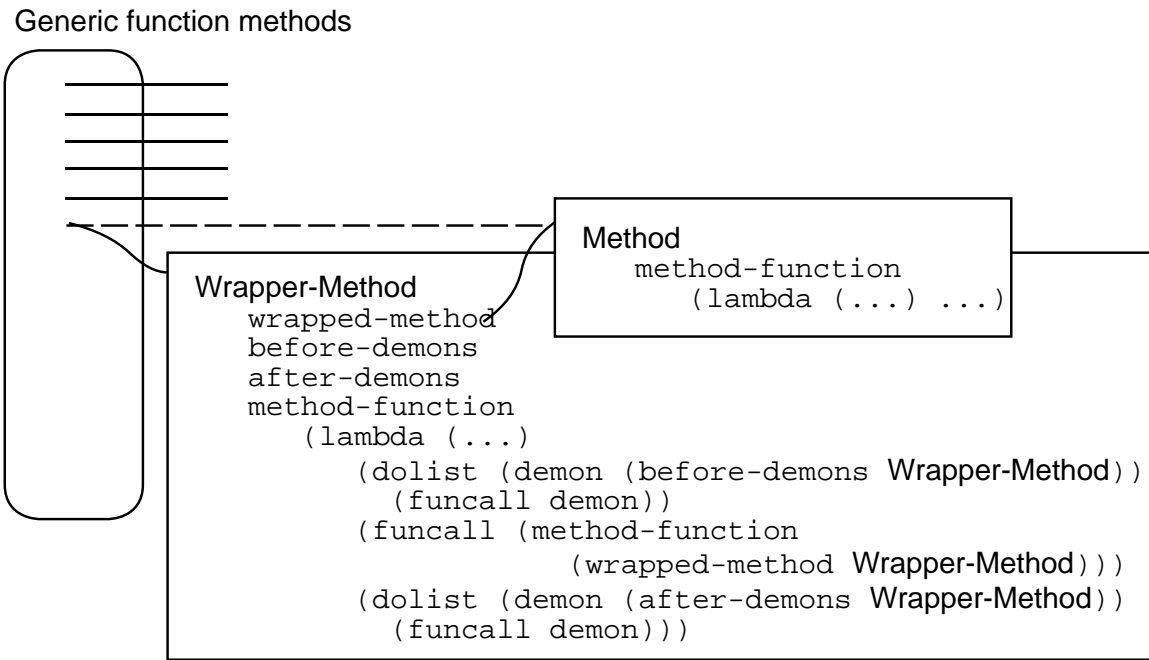 Generic function methods
Method
method-function
(lambda (...) ...)
Wrapper-Method
wrapped-method
before-demons
after-demons
method-function
(lambda (...)
(dolist (demon (before-demons Wrapper-Method))
(funcall demon))
(funcall (method-function
(wrapped-method Wrapper-Method)))
(dolist (demon (after-demons Wrapper-Method))
(funcall demon)))